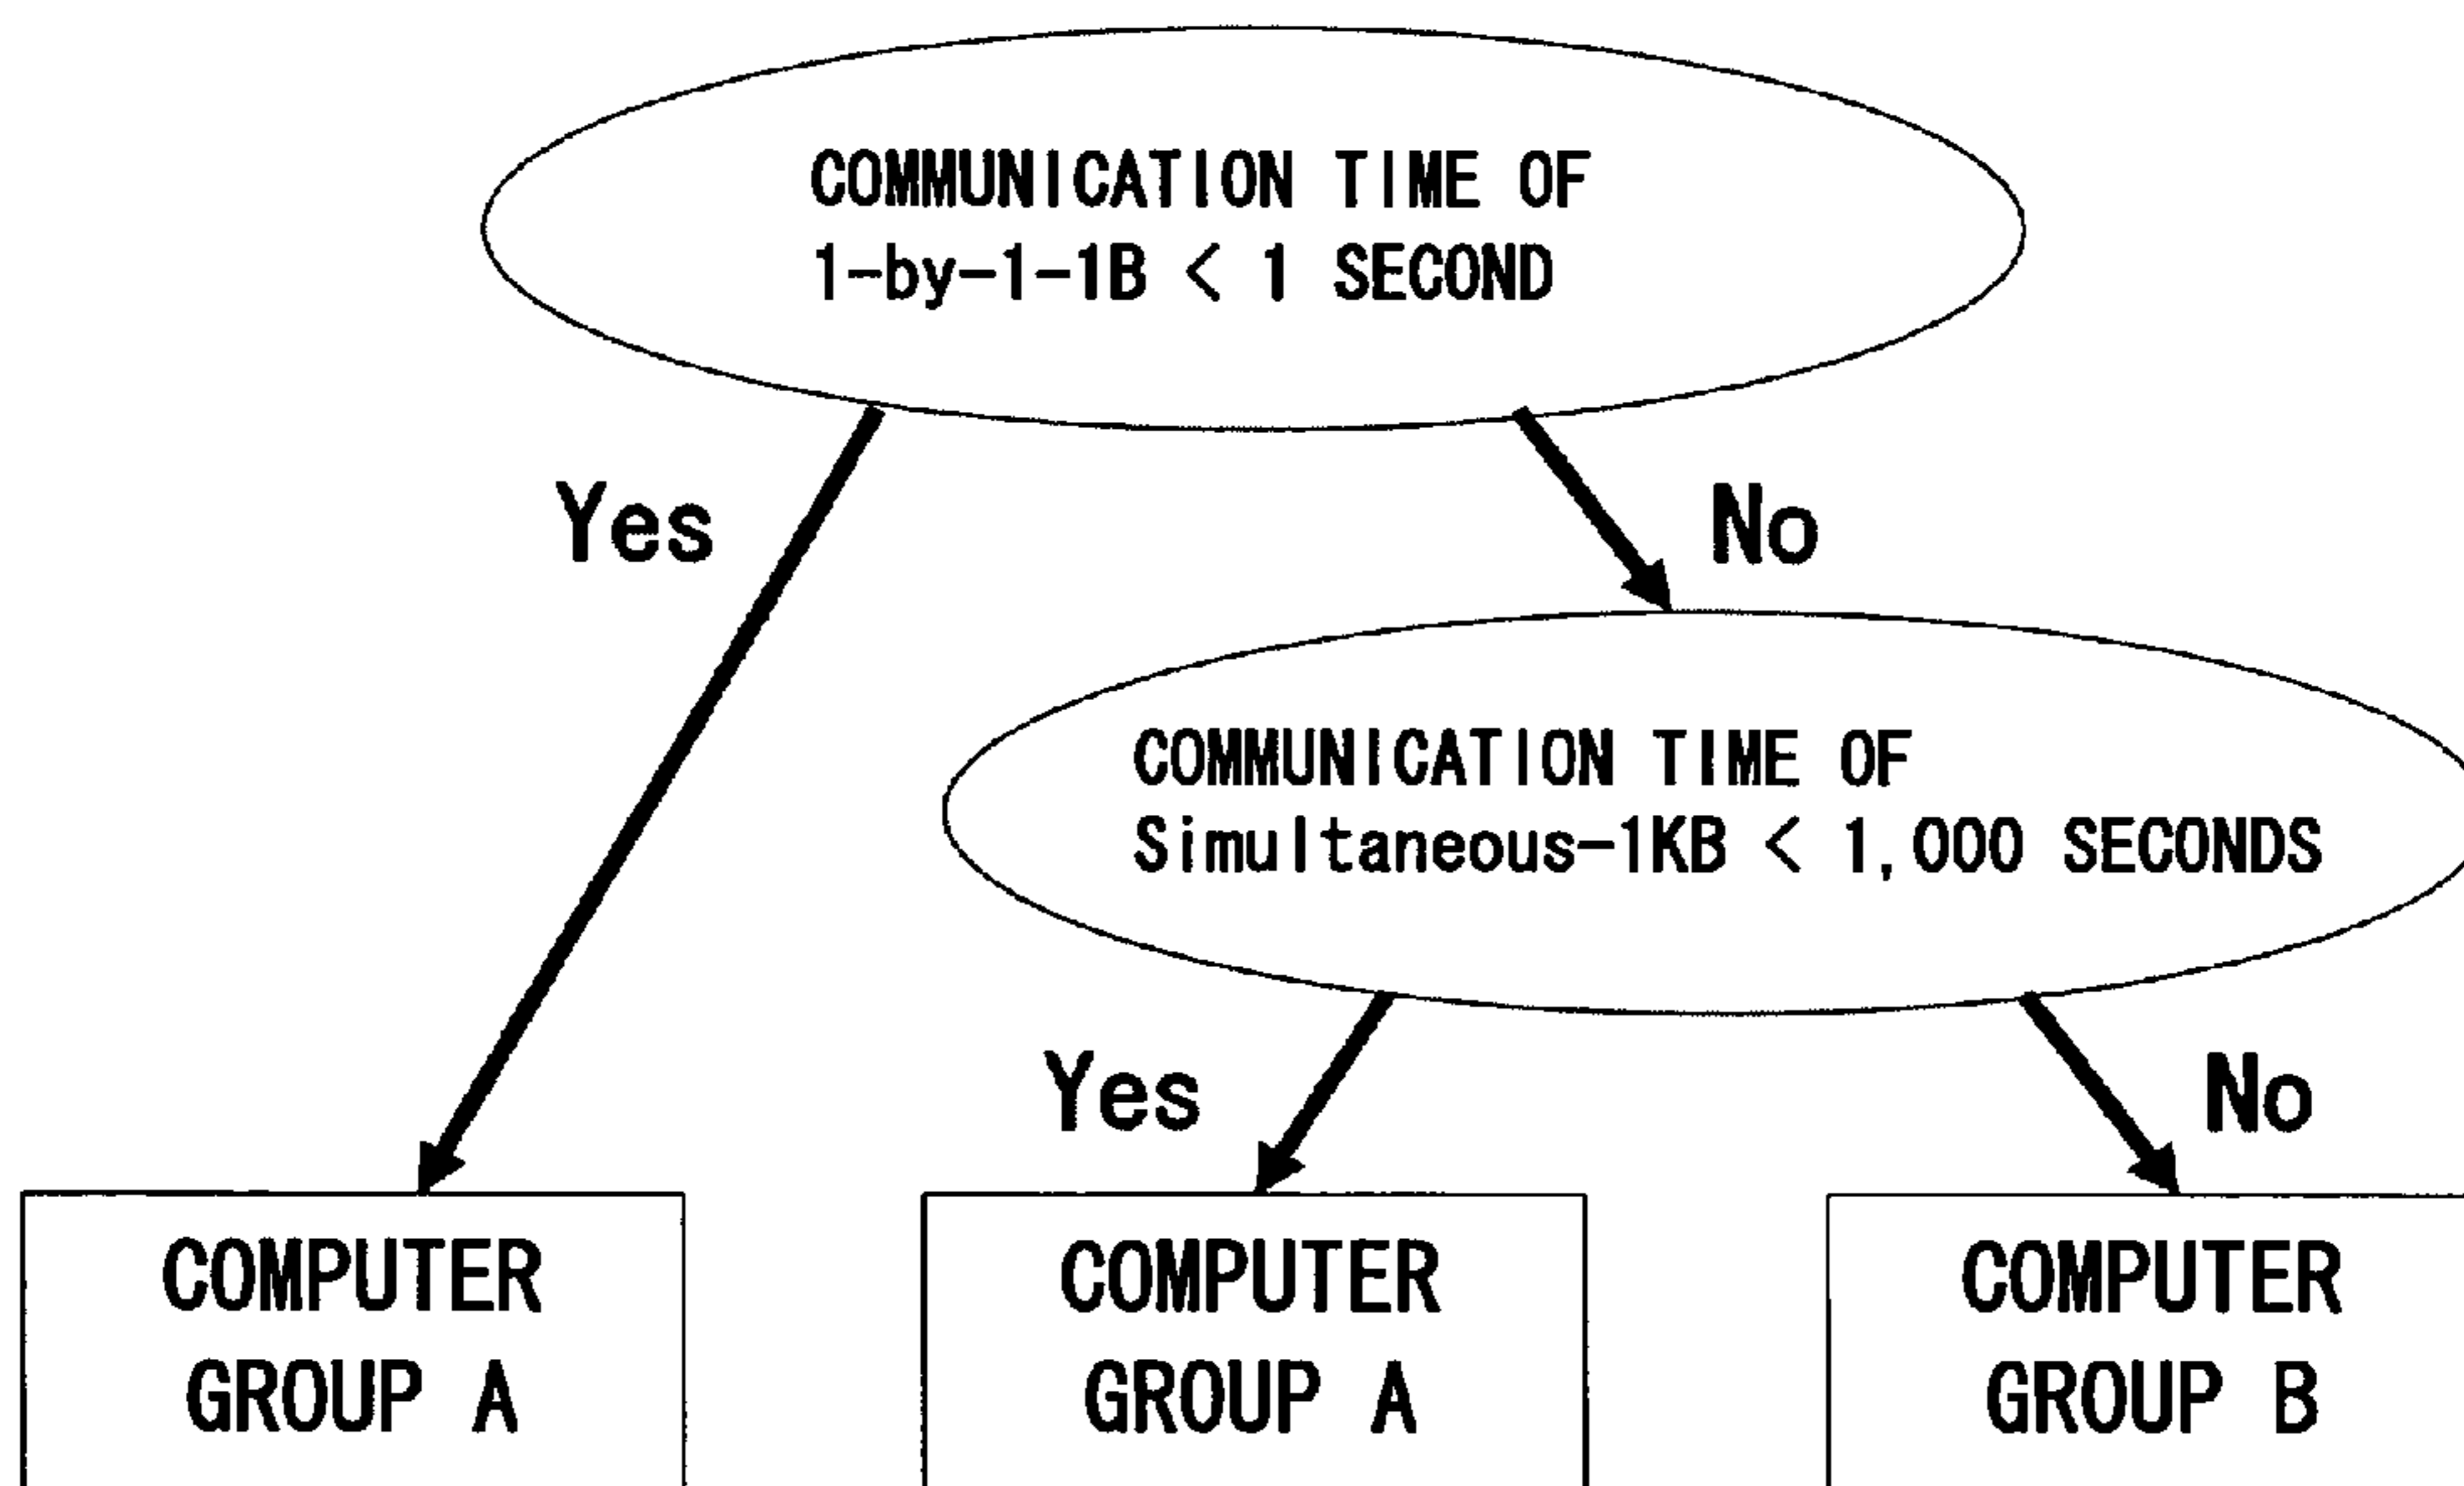 COMMUNICATION TIME OF
1-by-1-1B < 1 SECOND
Yes
No
COMMUNICATION TIME OF
Simultaneous-1KB < 1,000 SECONDS
Yes
No
COMPUTER
GROUP A
COMPUTER
GROUP A
COMPUTER
GROUP B